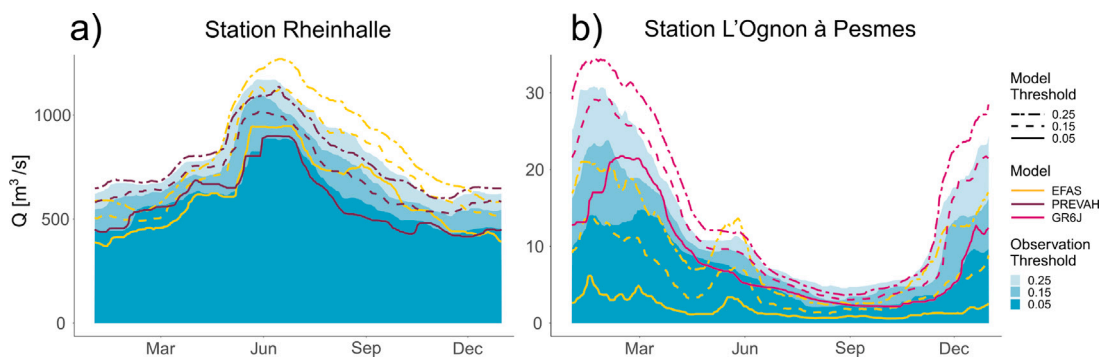 a) Station Rheinhalle
b) Station L'Ognon à Pesmes
Q [m³/s]
1000
500
0
Mar Jun Sep Dec
30
20
10
0
Mar Jun Sep Dec
Model
Threshold
0.25
0.15
0.05
Model
EFAS
PREVAH
GR6J
Observation
Threshold
0.25
0.15
0.05